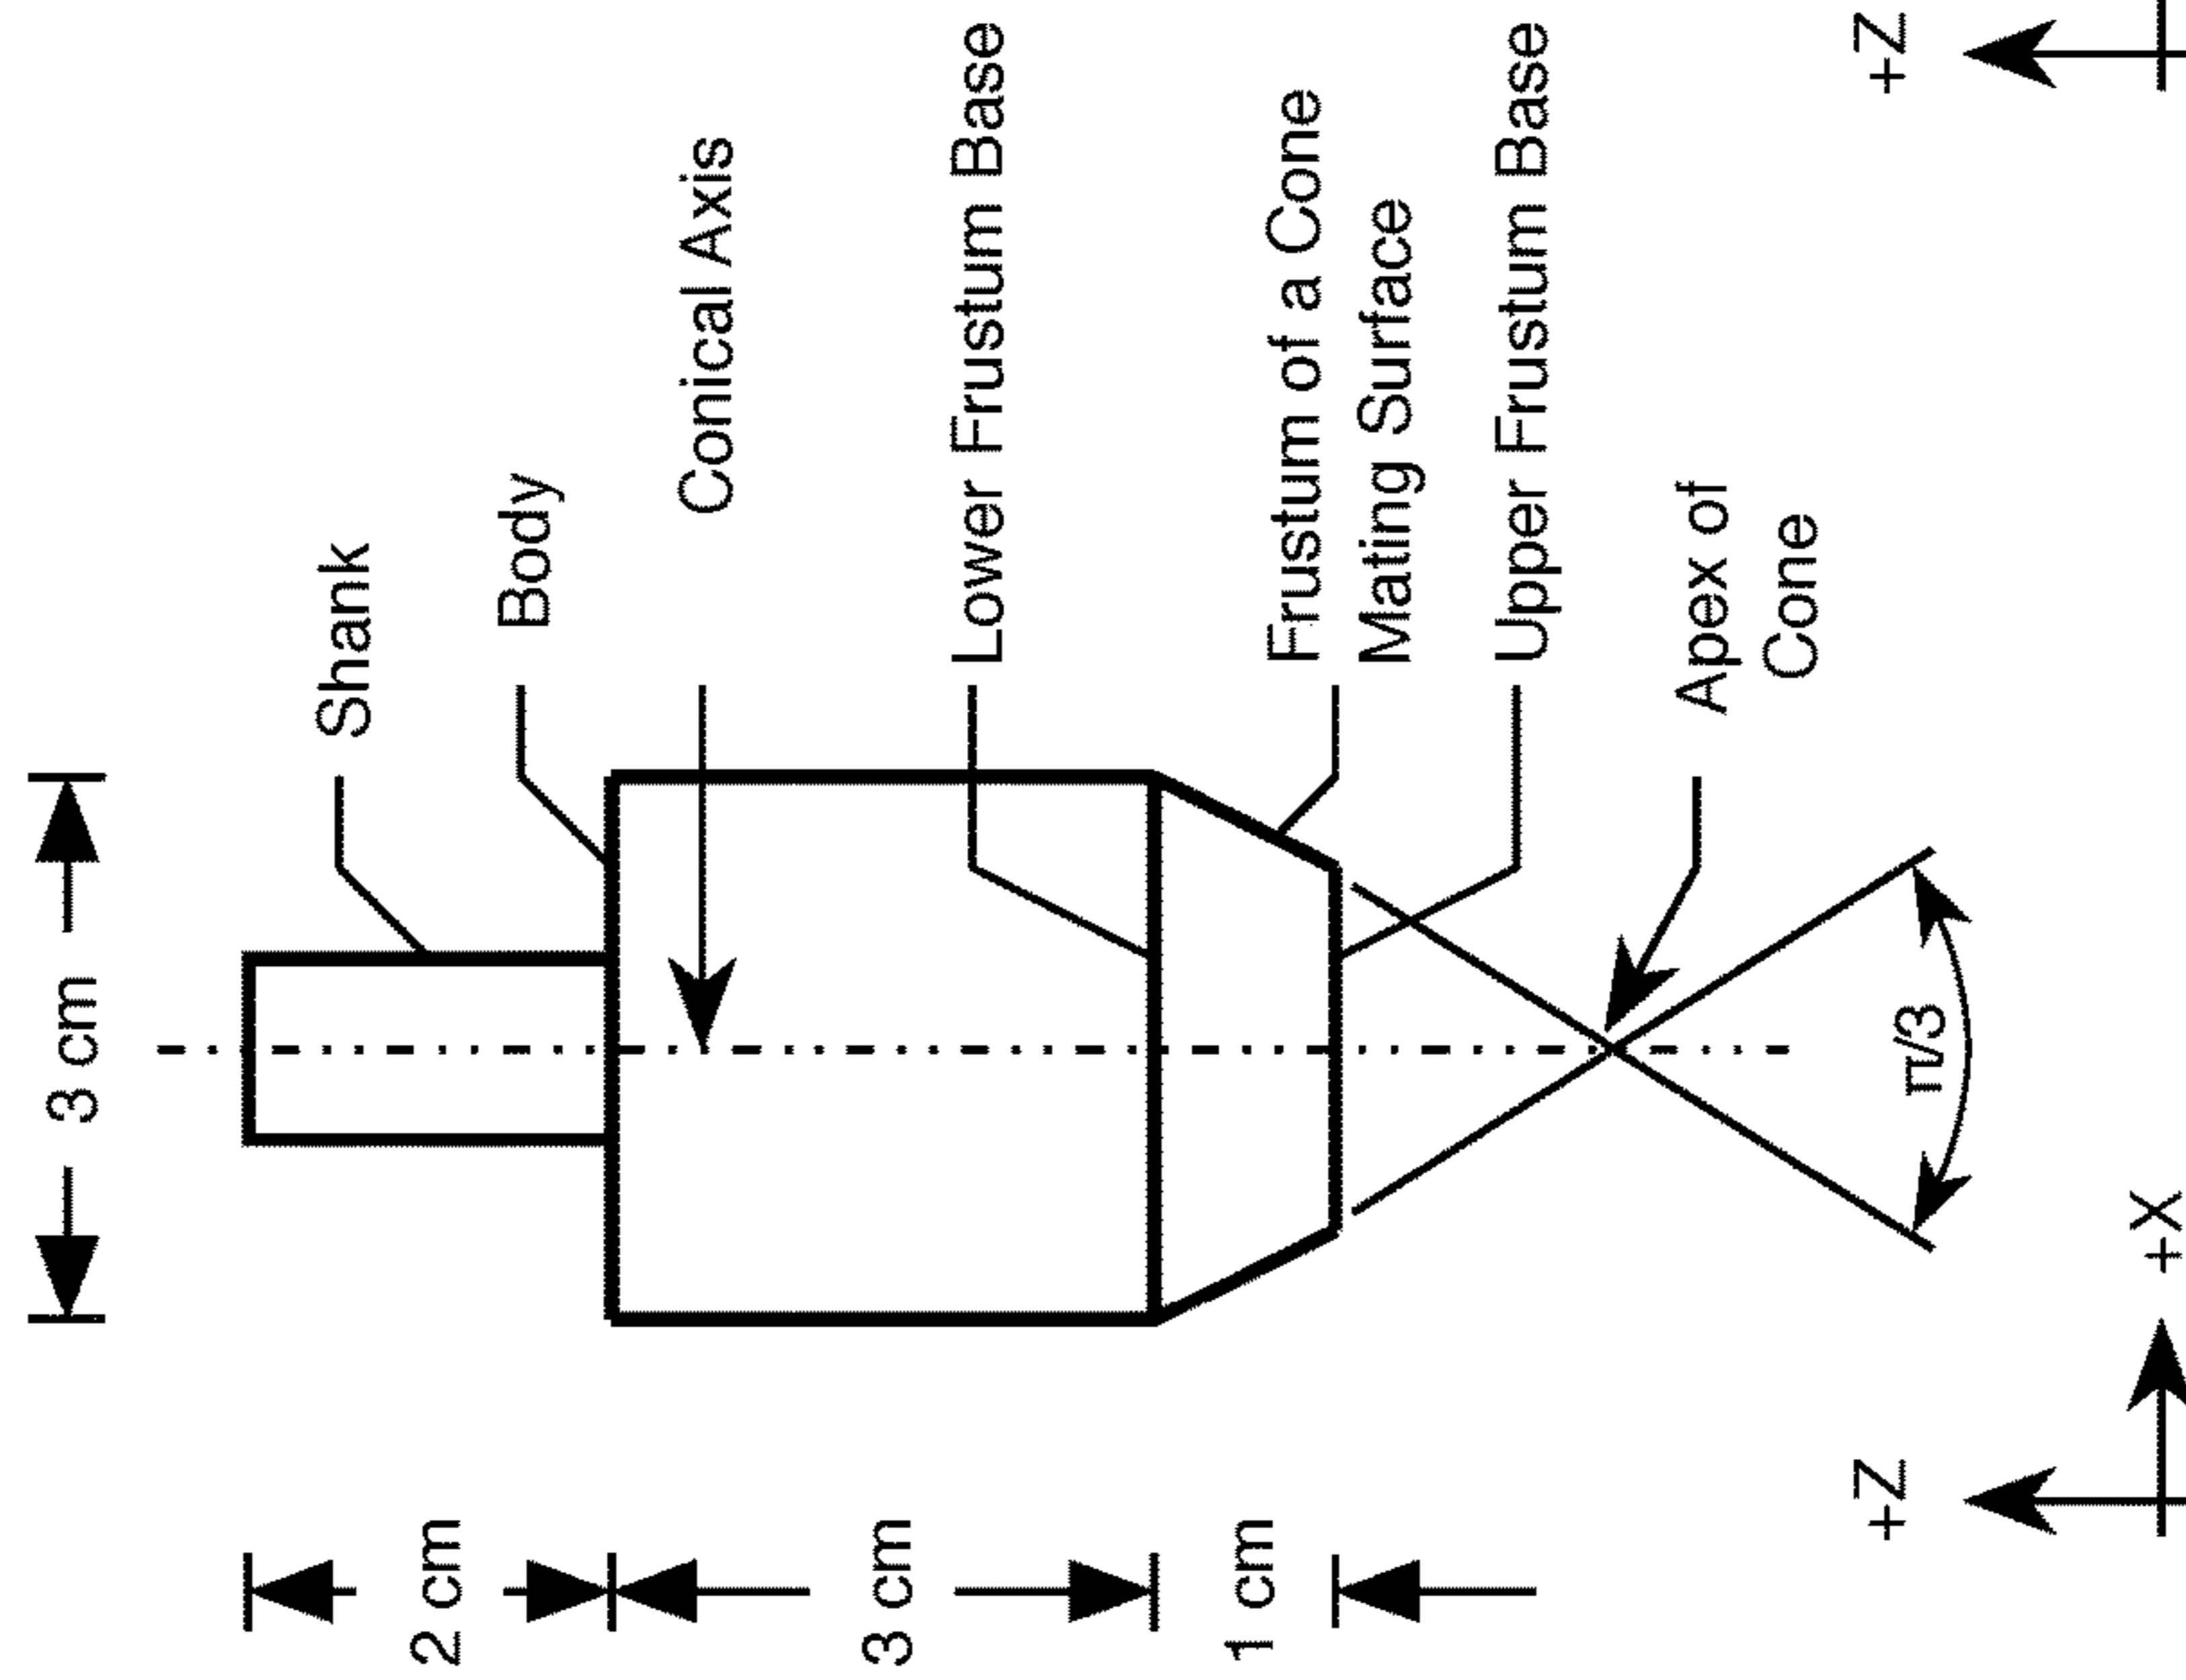 3 cm
Shank
Body
Conical Axis
Lower Frustum Base
Frustum of a Cone
Mating Surface
Upper Frustum Base
Apex of
Cone
π/3
2 cm
3 cm
1 cm
+Z
+X
+Z